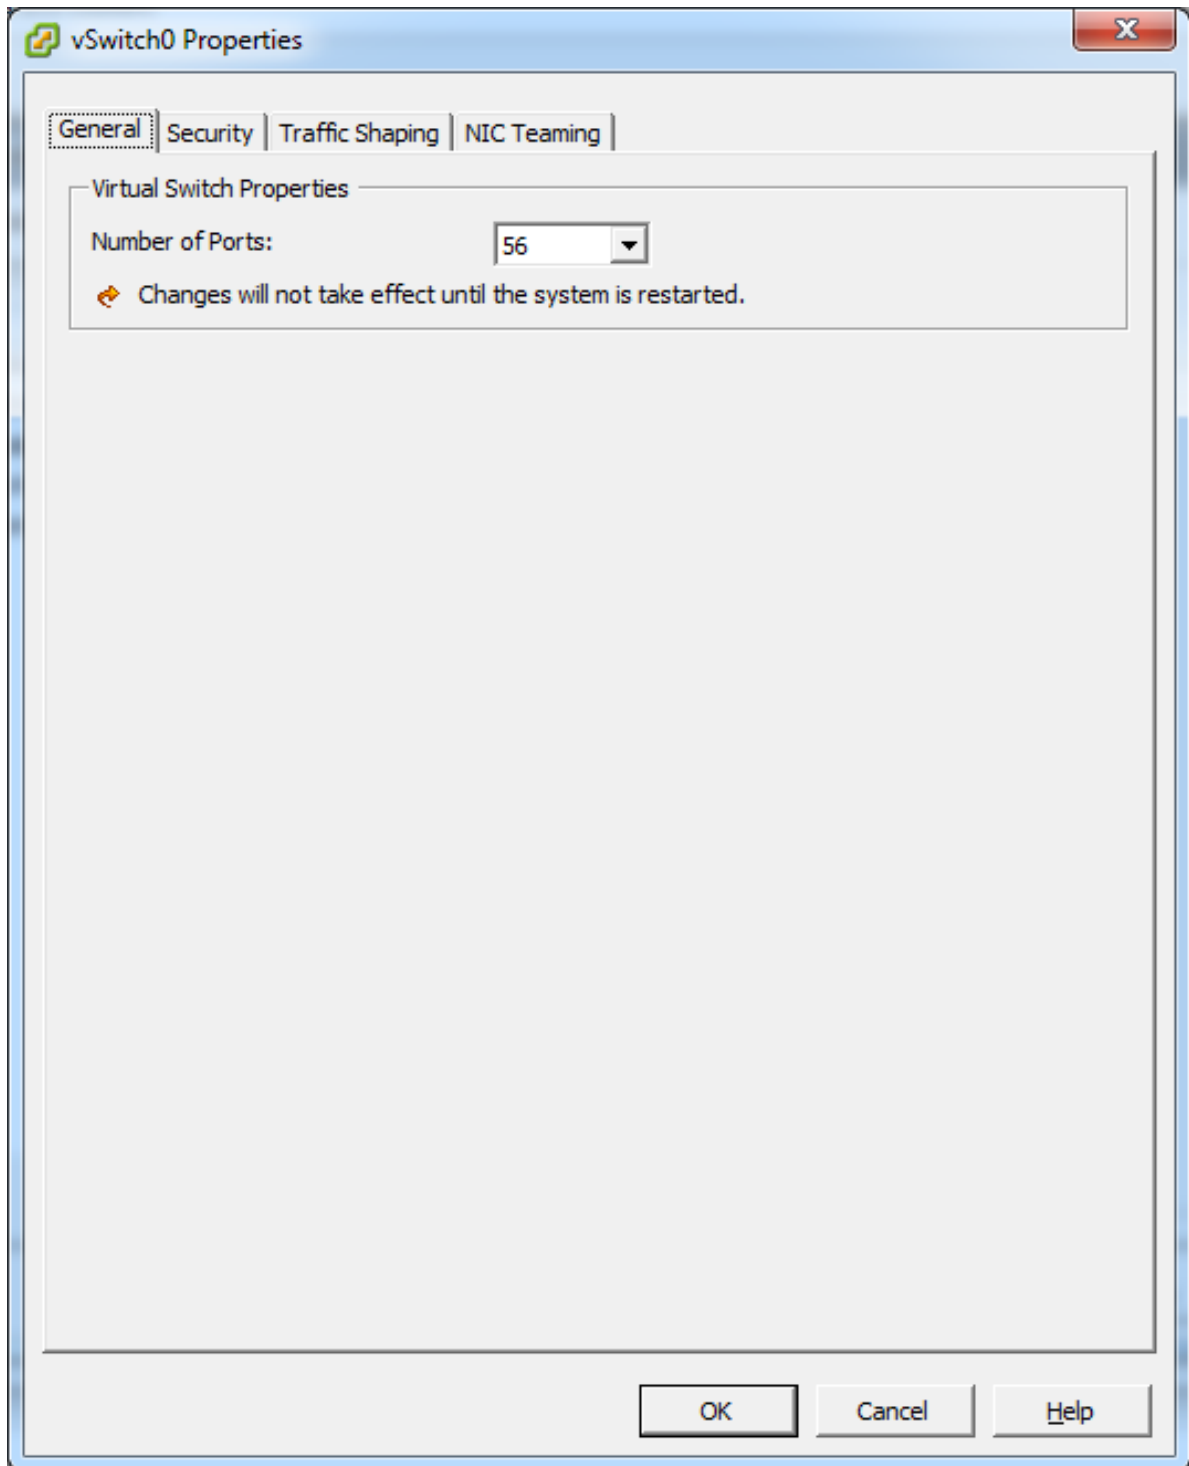 vSwitch0 Properties
X
General Security Traffic Shaping NIC Teaming
Virtual Switch Properties
Number of Ports: 56
Changes will not take effect until the system is restarted.
OK Cancel Help